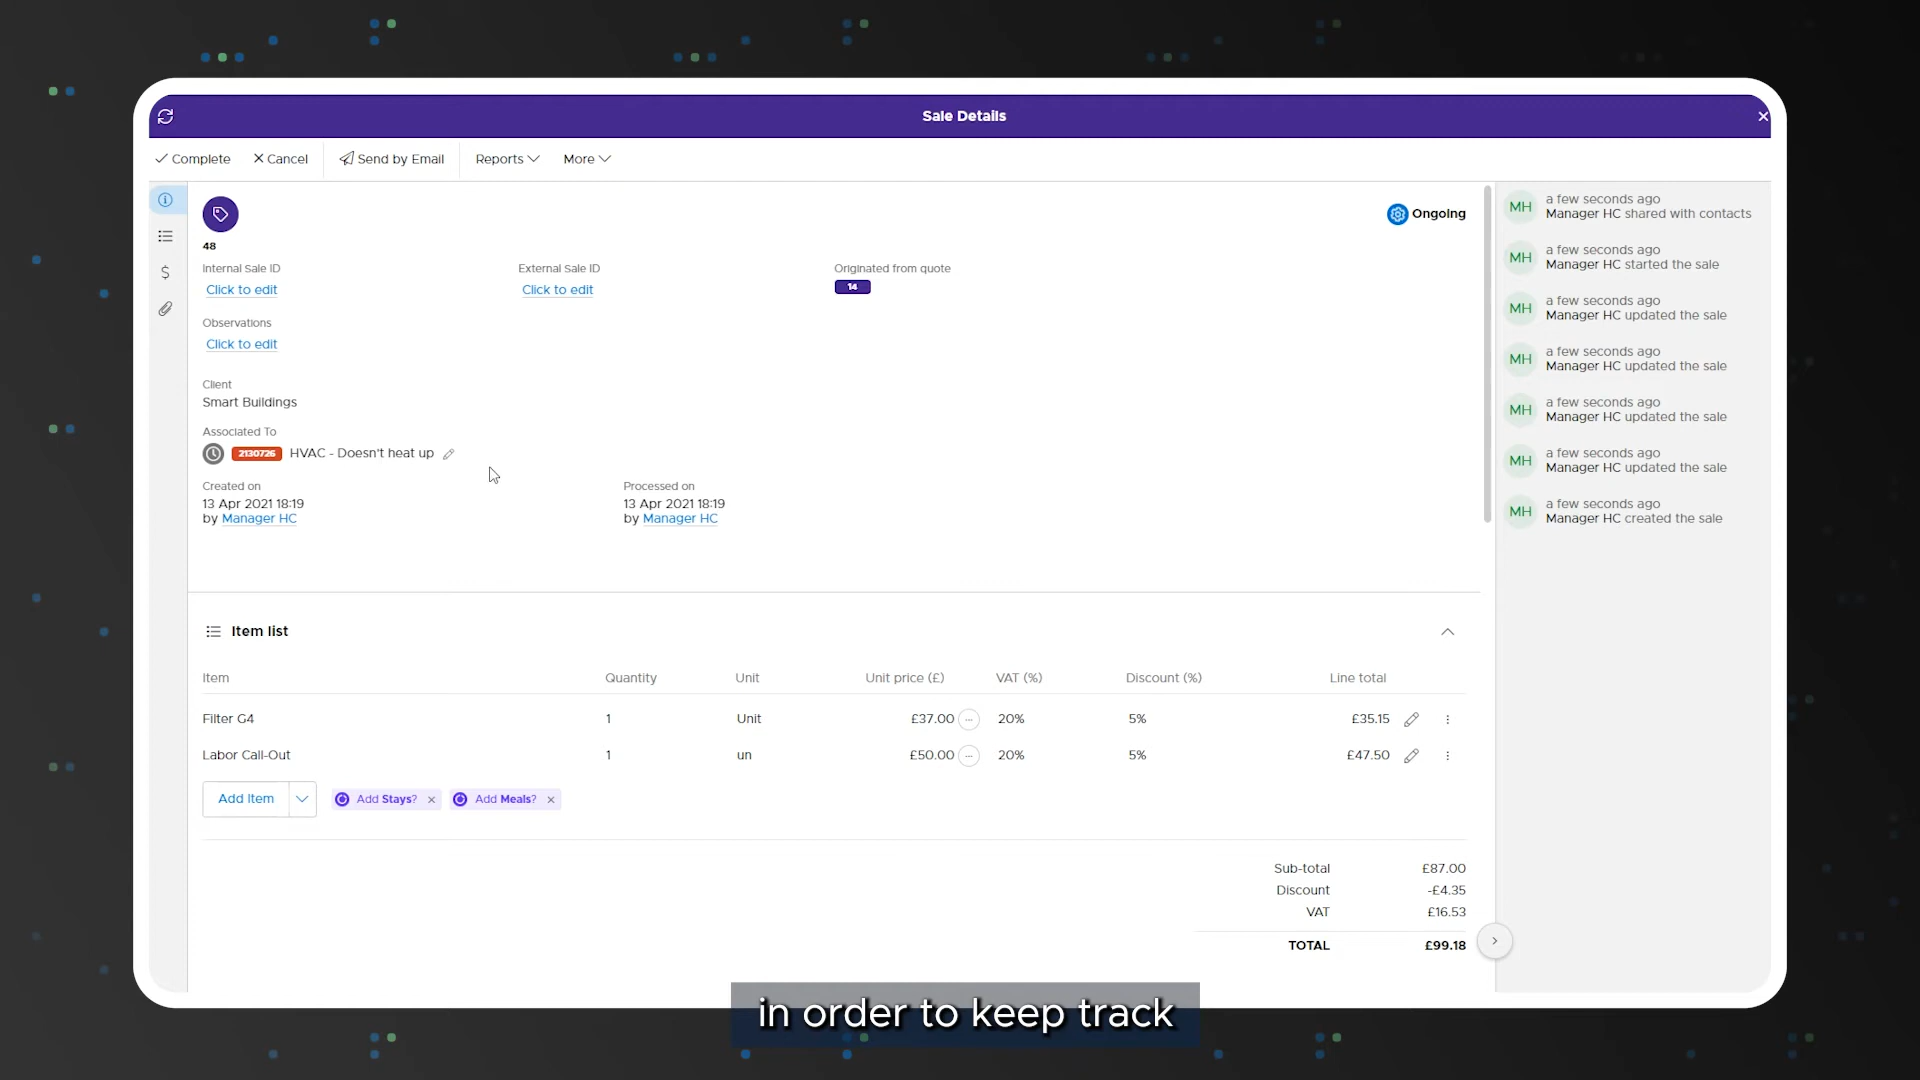 Sale Details
Complete Cancel Send by Email Reports More
48
Ongoing
Internal Sale ID External Sale ID Originated from quote
Click to edit Click to edit 14
Observations
Click to edit
Client
Smart Buildings
Associated To
2130726 HVAC - Doesn't heat up
Created on Processed on
13 Apr 2021 18:19 13 Apr 2021 18:19
by Manager HC by Manager HC
Item list
Item Quantity Unit Unit price (£) VAT (%) Discount (%) Line total
Filter G4 1 Unit £37.00 20% 5% £35.15
Labor Call-Out 1 un £50.00 20% 5% £47.50
Add Item Add Stays? Add Meals?
Sub-total £87.00
Discount -£4.35
VAT £16.53
TOTAL £99.18
MH a few seconds ago
Manager HC shared with contacts
MH a few seconds ago
Manager HC started the sale
MH a few seconds ago
Manager HC updated the sale
MH a few seconds ago
Manager HC updated the sale
MH a few seconds ago
Manager HC updated the sale
MH a few seconds ago
Manager HC updated the sale
MH a few seconds ago
Manager HC created the sale
in order to keep track